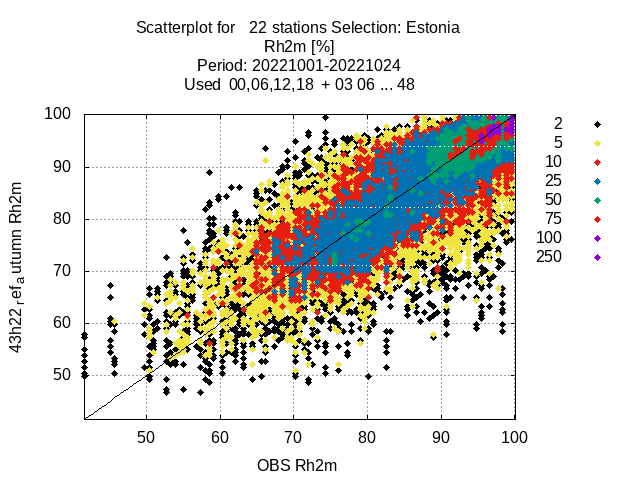 Scatterplot for   22 stations Selection: Estonia
Rh2m [%]
Period: 20221001-20221024
Used  00,06,12,18  + 03 06 ... 48
43h22_ref_a utumn Rh2m
100
90
80
70
60
50
50 60 70 80 90 100
OBS Rh2m
2
5
10
25
50
75
100
250